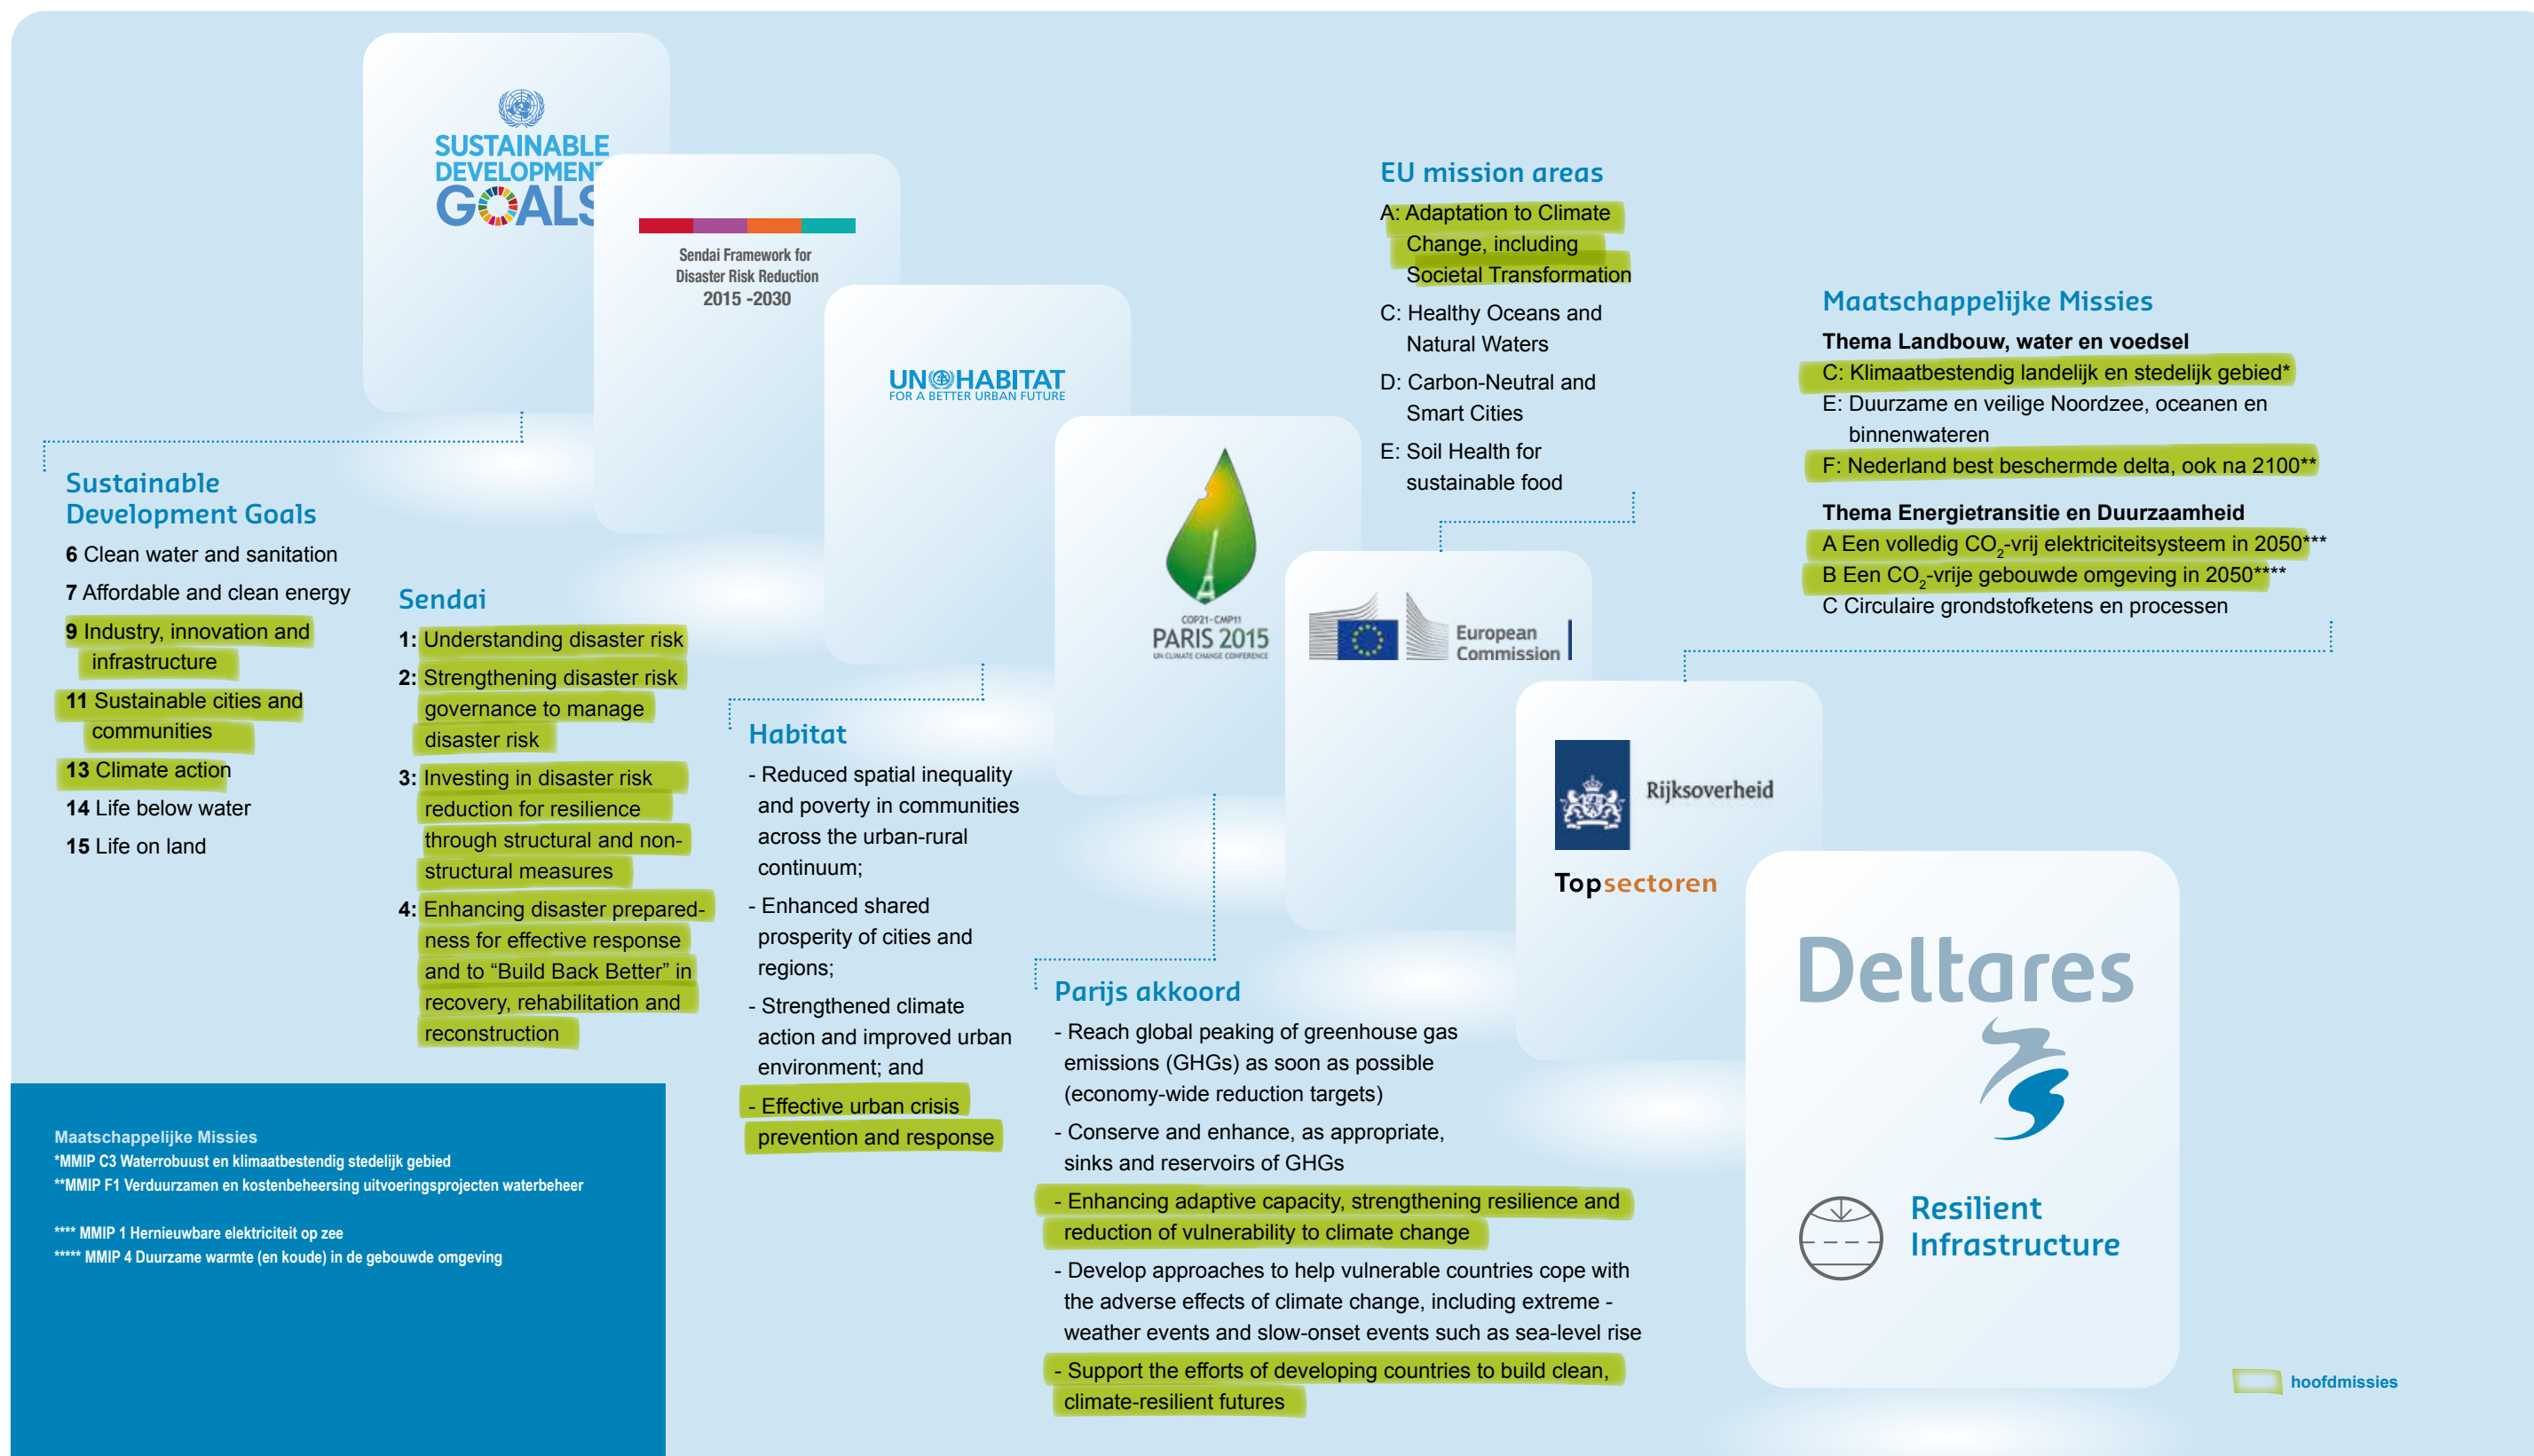 SUSTAINABLE
DEVELOPMENT
GOALS
Sendai Framework for
Disaster Risk Reduction
2015 -2030
UN HABITAT
FOR A BETTER URBAN FUTURE
COP21·CMP11
PARIS 2015
UN CLIMATE CHANGE CONFERENCE
European
Commission
Rijksoverheid
Topsectoren
Deltares
Resilient
Infrastructure
Sustainable
Development Goals
6 Clean water and sanitation
7 Affordable and clean energy
9 Industry, innovation and
infrastructure
11 Sustainable cities and
communities
13 Climate action
14 Life below water
15 Life on land
Sendai
1: Understanding disaster risk
2: Strengthening disaster risk
governance to manage
disaster risk
3: Investing in disaster risk
reduction for resilience
through structural and non-
structural measures
4: Enhancing disaster prepared-
ness for effective response
and to “Build Back Better” in
recovery, rehabilitation and
reconstruction
Habitat
- Reduced spatial inequality
and poverty in communities
across the urban-rural
continuum;
- Enhanced shared
prosperity of cities and
regions;
- Strengthened climate
action and improved urban
environment; and
- Effective urban crisis
prevention and response
Parijs akkoord
- Reach global peaking of greenhouse gas
emissions (GHGs) as soon as possible
(economy-wide reduction targets)
- Conserve and enhance, as appropriate,
sinks and reservoirs of GHGs
- Enhancing adaptive capacity, strengthening resilience and
reduction of vulnerability to climate change
- Develop approaches to help vulnerable countries cope with
the adverse effects of climate change, including extreme -
weather events and slow-onset events such as sea-level rise
- Support the efforts of developing countries to build clean,
climate-resilient futures
EU mission areas
A: Adaptation to Climate
Change, including
Societal Transformation
C: Healthy Oceans and
Natural Waters
D: Carbon-Neutral and
Smart Cities
E: Soil Health for
sustainable food
Maatschappelijke Missies
Thema Landbouw, water en voedsel
C: Klimaatbestendig landelijk en stedelijk gebied*
E: Duurzame en veilige Noordzee, oceanen en
binnenwateren
F: Nederland best beschermde delta, ook na 2100**
Thema Energietransitie en Duurzaamheid
A Een volledig CO2-vrij elektriciteitsysteem in 2050***
B Een CO2-vrije gebouwde omgeving in 2050****
C Circulaire grondstofketens en processen
Maatschappelijke Missies
*MMIP C3 Waterrobuust en klimaatbestendig stedelijk gebied
**MMIP F1 Verduurzamen en kostenbeheersing uitvoeringsprojecten waterbeheer
**** MMIP 1 Hernieuwbare elektriciteit op zee
***** MMIP 4 Duurzame warmte (en koude) in de gebouwde omgeving
hoofdmissies